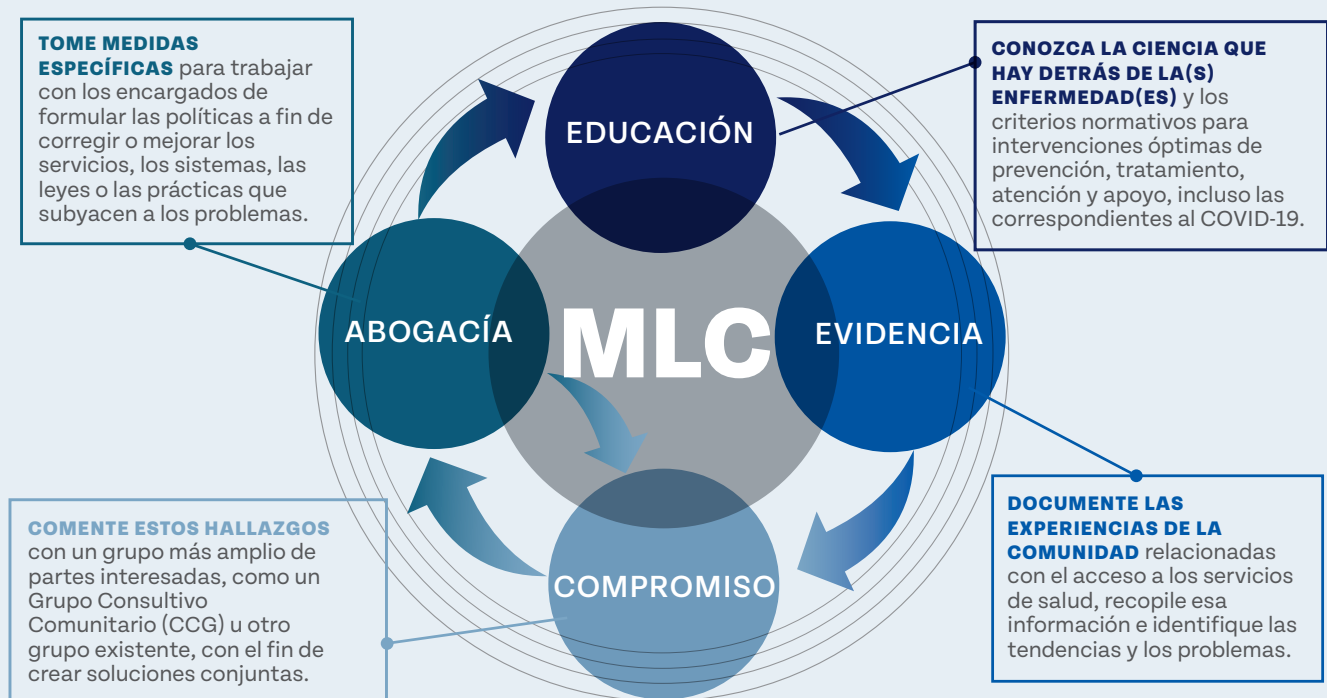 TOME MEDIDAS
ESPECÍFICAS para trabajar
con los encargados de
formular las políticas a fin de
corregir o mejorar los
servicios, los sistemas, las
leyes o las prácticas que
subyacen a los problemas.
EDUCACIÓN
CONOZCA LA CIENCIA QUE
HAY DETRÁS DE LA(S)
ENFERMEDAD(ES) y los
criterios normativos para
intervenciones óptimas de
prevención, tratamiento,
atención y apoyo, incluso las
correspondientes al COVID-19.
ABOGACÍA
MLC
EVIDENCIA
COMENTE ESTOS HALLAZGOS
con un grupo más amplio de
partes interesadas, como un
Grupo Consultivo
Comunitario (CCG) u otro
grupo existente, con el fin de
crear soluciones conjuntas.
COMPROMISO
DOCUMENTE LAS
EXPERIENCIAS DE LA
COMUNIDAD relacionadas
con el acceso a los servicios
de salud, recopile esa
información e identifique las
tendencias y los problemas.